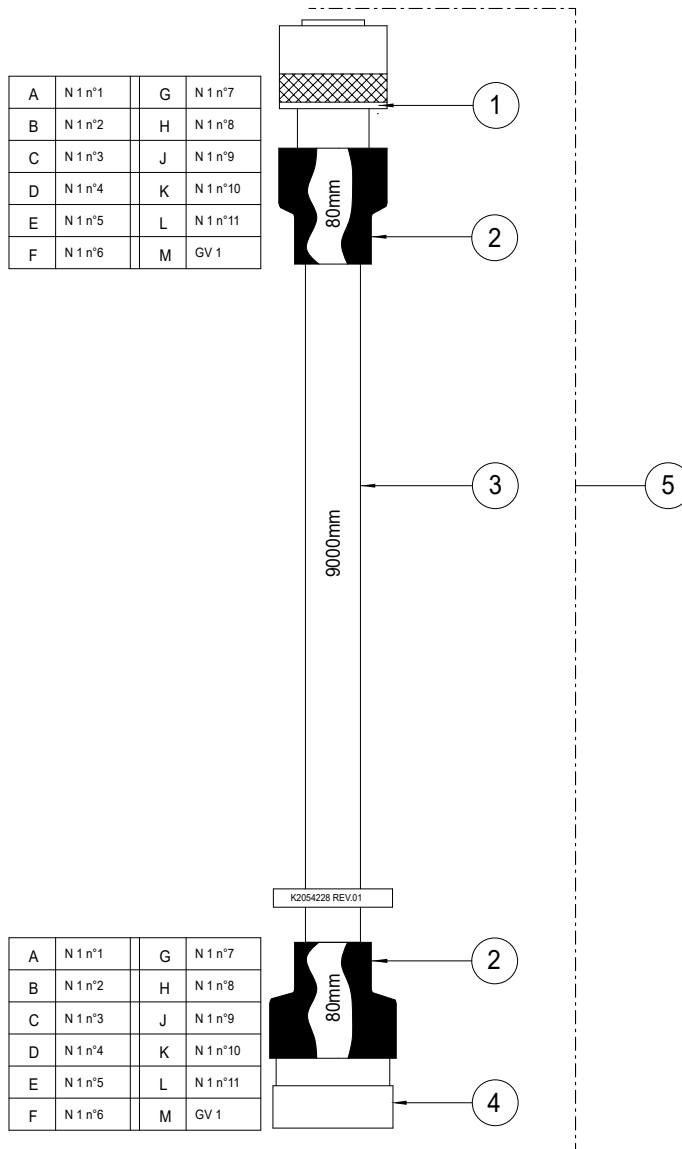 A N 1 n°1 G N 1 n°7
B N 1 n°2 H N 1 n°8
C N 1 n°3 J N 1 n°9
D N 1 n°4 K N 1 n°10
E N 1 n°5 L N 1 n°11
F N 1 n°6 M GV 1
1
80mm
2
3
5
9000mm
K2054228 REV.01
A N 1 n°1 G N 1 n°7
B N 1 n°2 H N 1 n°8
C N 1 n°3 J N 1 n°9
D N 1 n°4 K N 1 n°10
E N 1 n°5 L N 1 n°11
F N 1 n°6 M GV 1
2
80mm
4